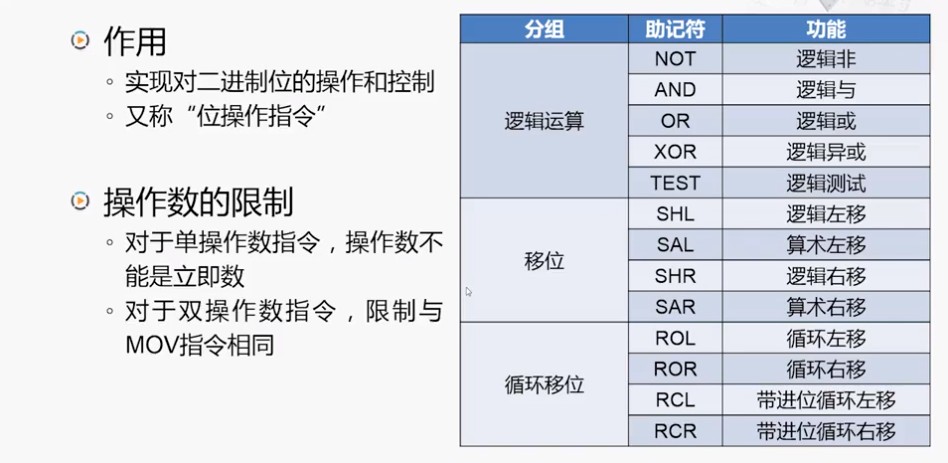 作用
实现对二进制位的操作和控制
又称“位操作指令”
操作数的限制
对于单操作数指令，操作数不
能是立即数
对于双操作数指令，限制与
MOV指令相同
分组 助记符 功能
逻辑运算
NOT 逻辑非
AND 逻辑与
OR 逻辑或
XOR 逻辑异或
TEST 逻辑测试
移位
SHL 逻辑左移
SAL 算术左移
SHR 逻辑右移
SAR 算术右移
循环移位
ROL 循环左移
ROR 循环右移
RCL 带进位循环左移
RCR 带进位循环右移